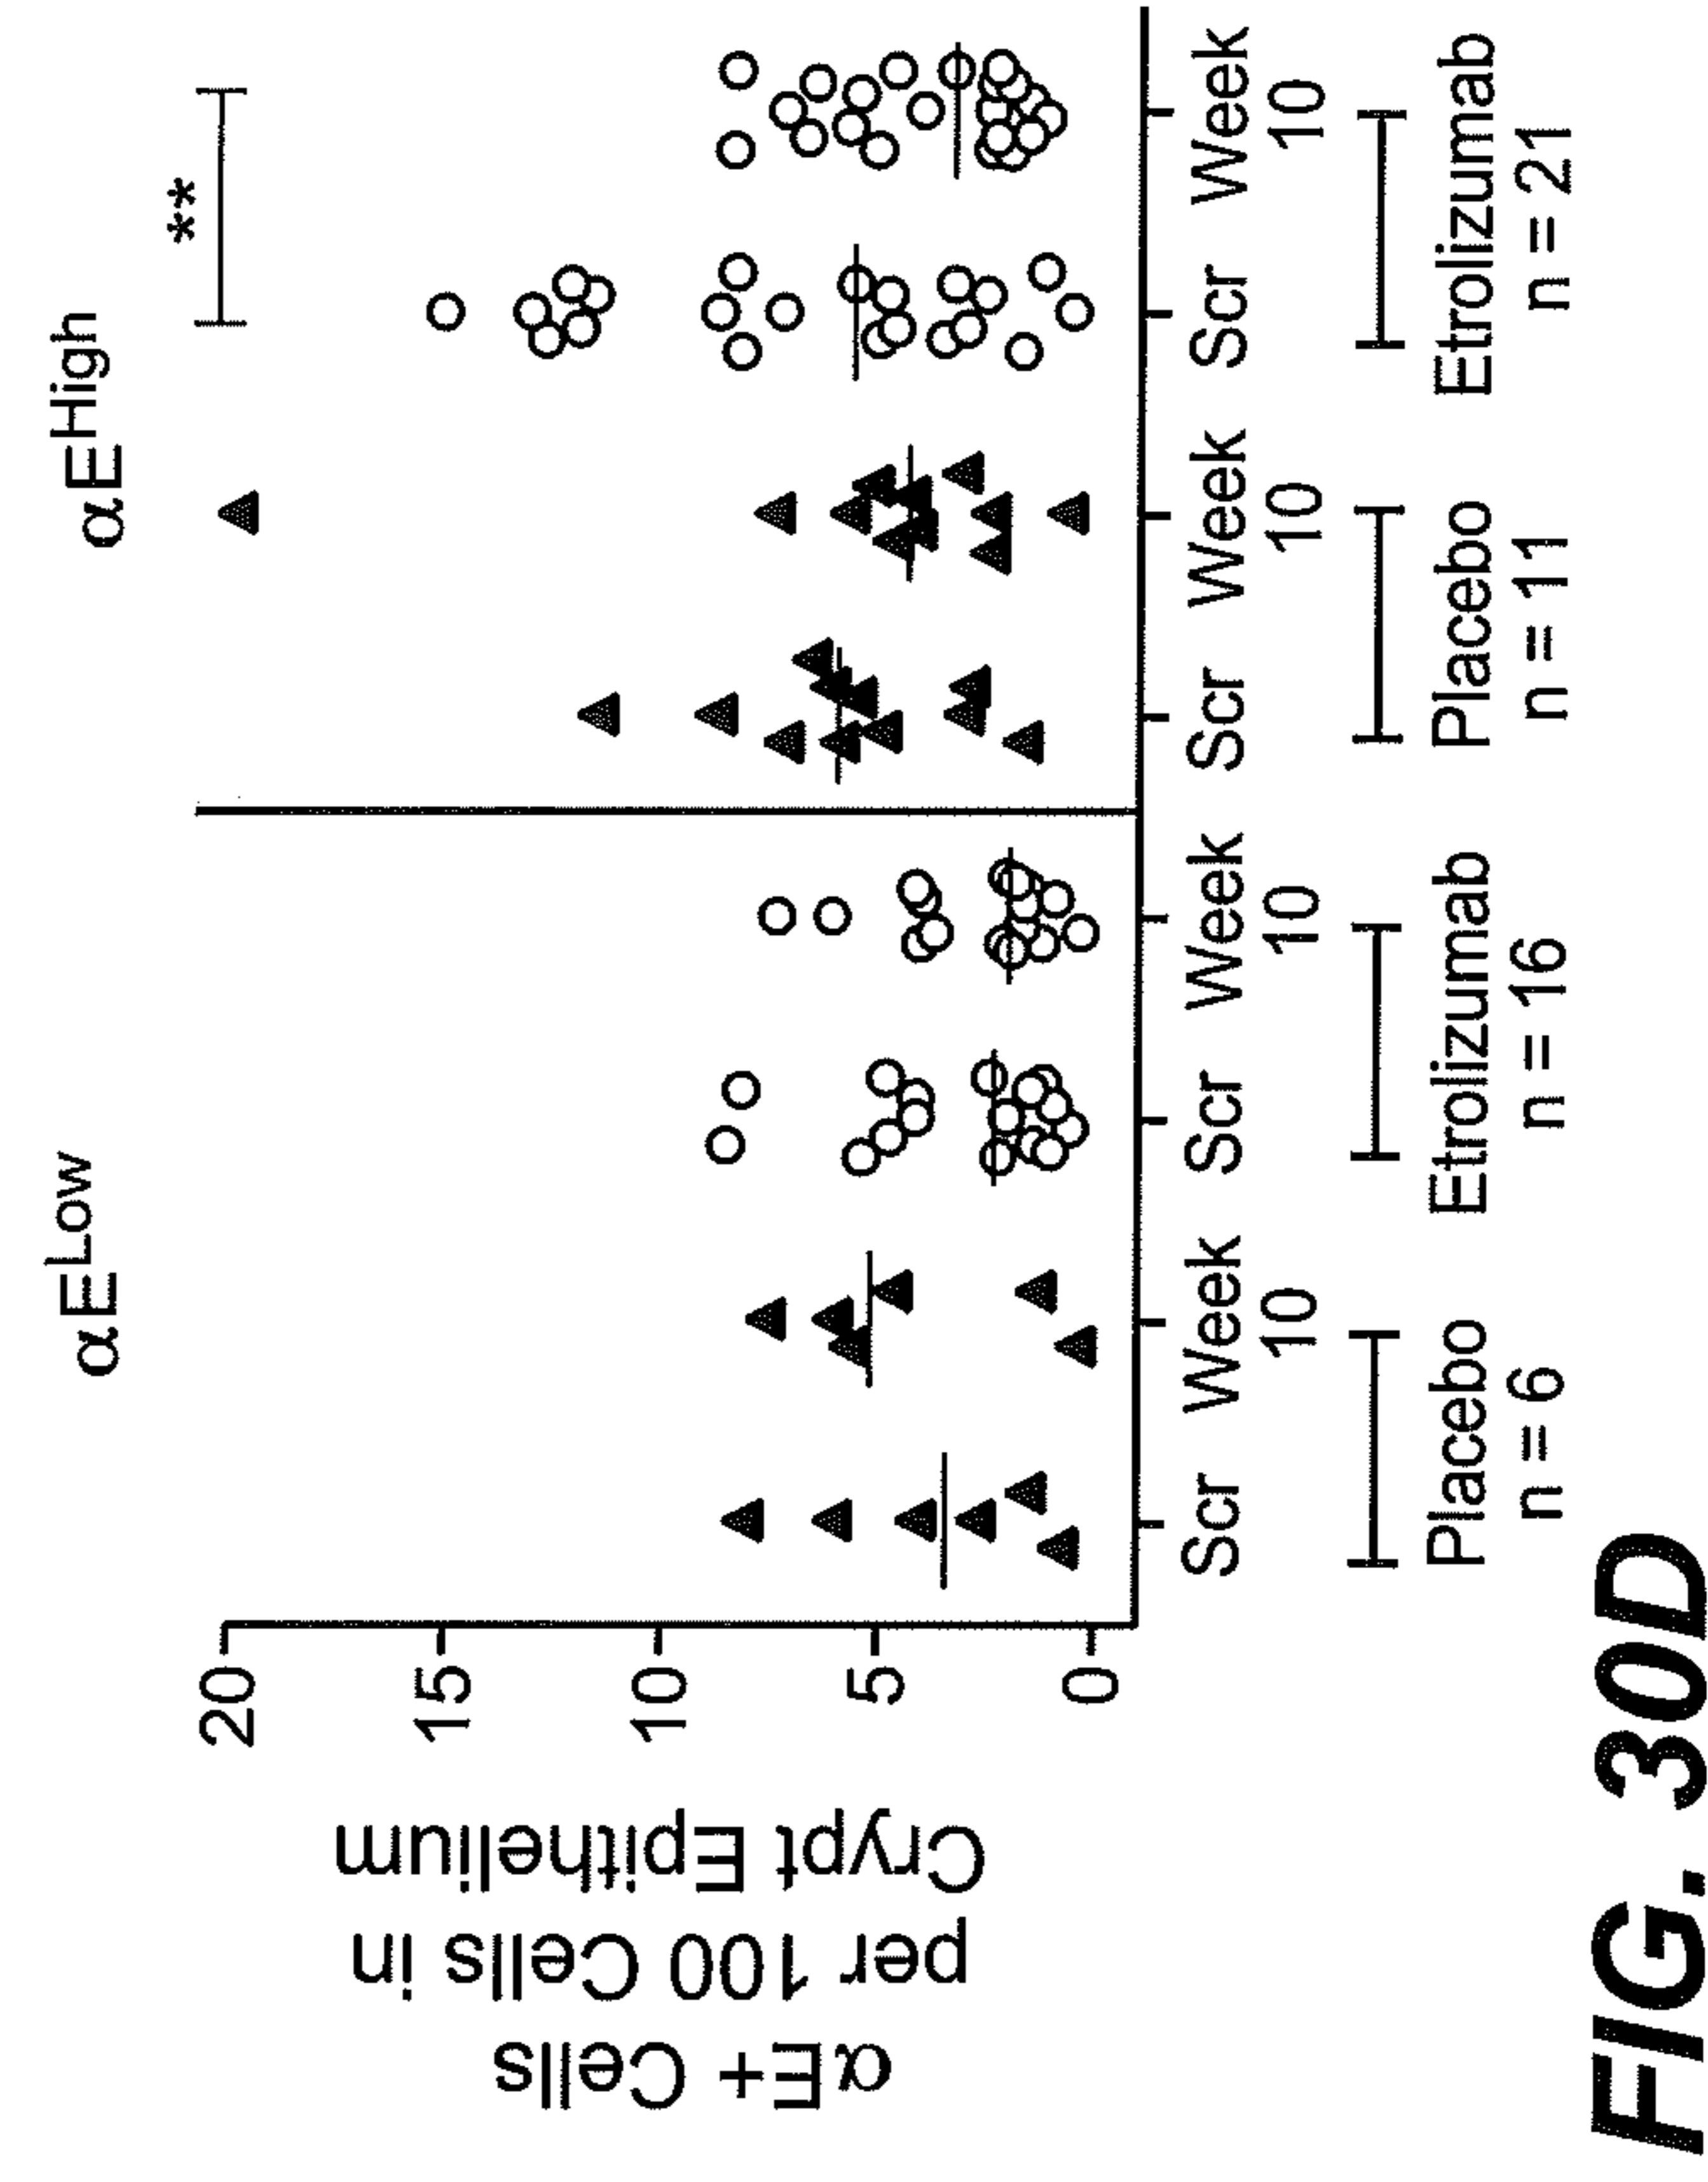 αE+ Cells
per 100 Cells in
Crypt Epithelium
20
15
10
5
0
αELow
αEHigh
**
Scr Week Scr Week Scr Week Scr Week
10 10 10 10
Placebo Etrolizumab Placebo Etrolizumab
n = 6 n = 16 n = 11 n = 21
FIG. 30D